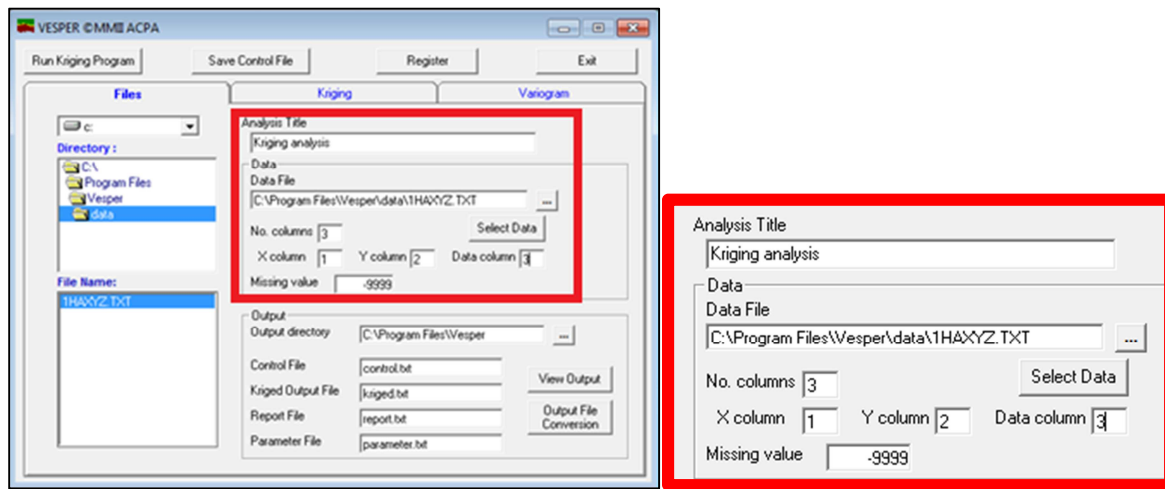 VESPER ©MMII ACPA
Run Kriging Program Save Control File Register Exit
Files Kriging Variogram
c:
Directory :
C:\
Program Files
Vesper
data
File Name:
1HAXYZ.TXT
Analysis Title
Kriging analysis
Data
Data File
C:\Program Files\Vesper\data\1HAXYZ.TXT ...
No. columns 3 Select Data
X column 1 Y column 2 Data column 3
Missing value -9999
Output
Output directory C:\Program Files\Vesper ...
Control File control.txt
View Output
Kriged Output File kriged.txt
Report File report.txt
Output File
Conversion
Parameter File parameter.txt
Analysis Title
Kriging analysis
Data
Data File
C:\Program Files\Vesper\data\1HAXYZ.TXT ...
No. columns 3 Select Data
X column 1 Y column 2 Data column 3
Missing value -9999